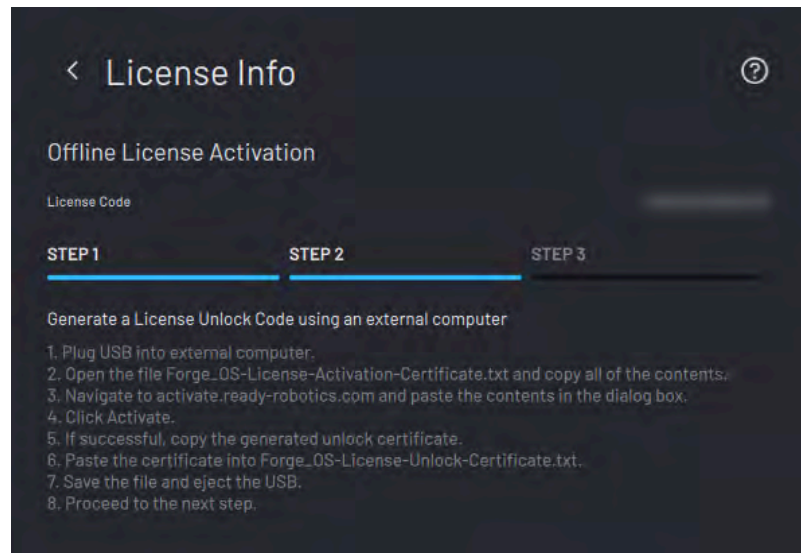 License Info
Offline License Activation
License Code
STEP 1 STEP 2 STEP 3
Generate a License Unlock Code using an external computer
1. Plug USB into external computer.
2. Open the file Forge_OS-License-Activation-Certificate.txt and copy all of the contents.
3. Navigate to activate.ready-robotics.com and paste the contents in the dialog box.
4. Click Activate.
5. If successful, copy the generated unlock certificate.
6. Paste the certificate into Forge_OS-License-Unlock-Certificate.txt.
7. Save the file and eject the USB.
8. Proceed to the next step.